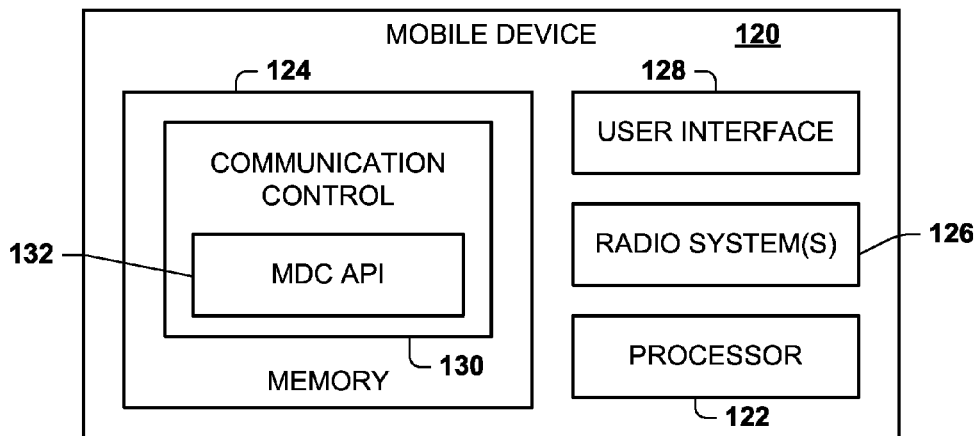 MOBILE DEVICE 120
124
128
COMMUNICATION
CONTROL
USER INTERFACE
132
MDC API
RADIO SYSTEM(S)
126
130
MEMORY
PROCESSOR
122